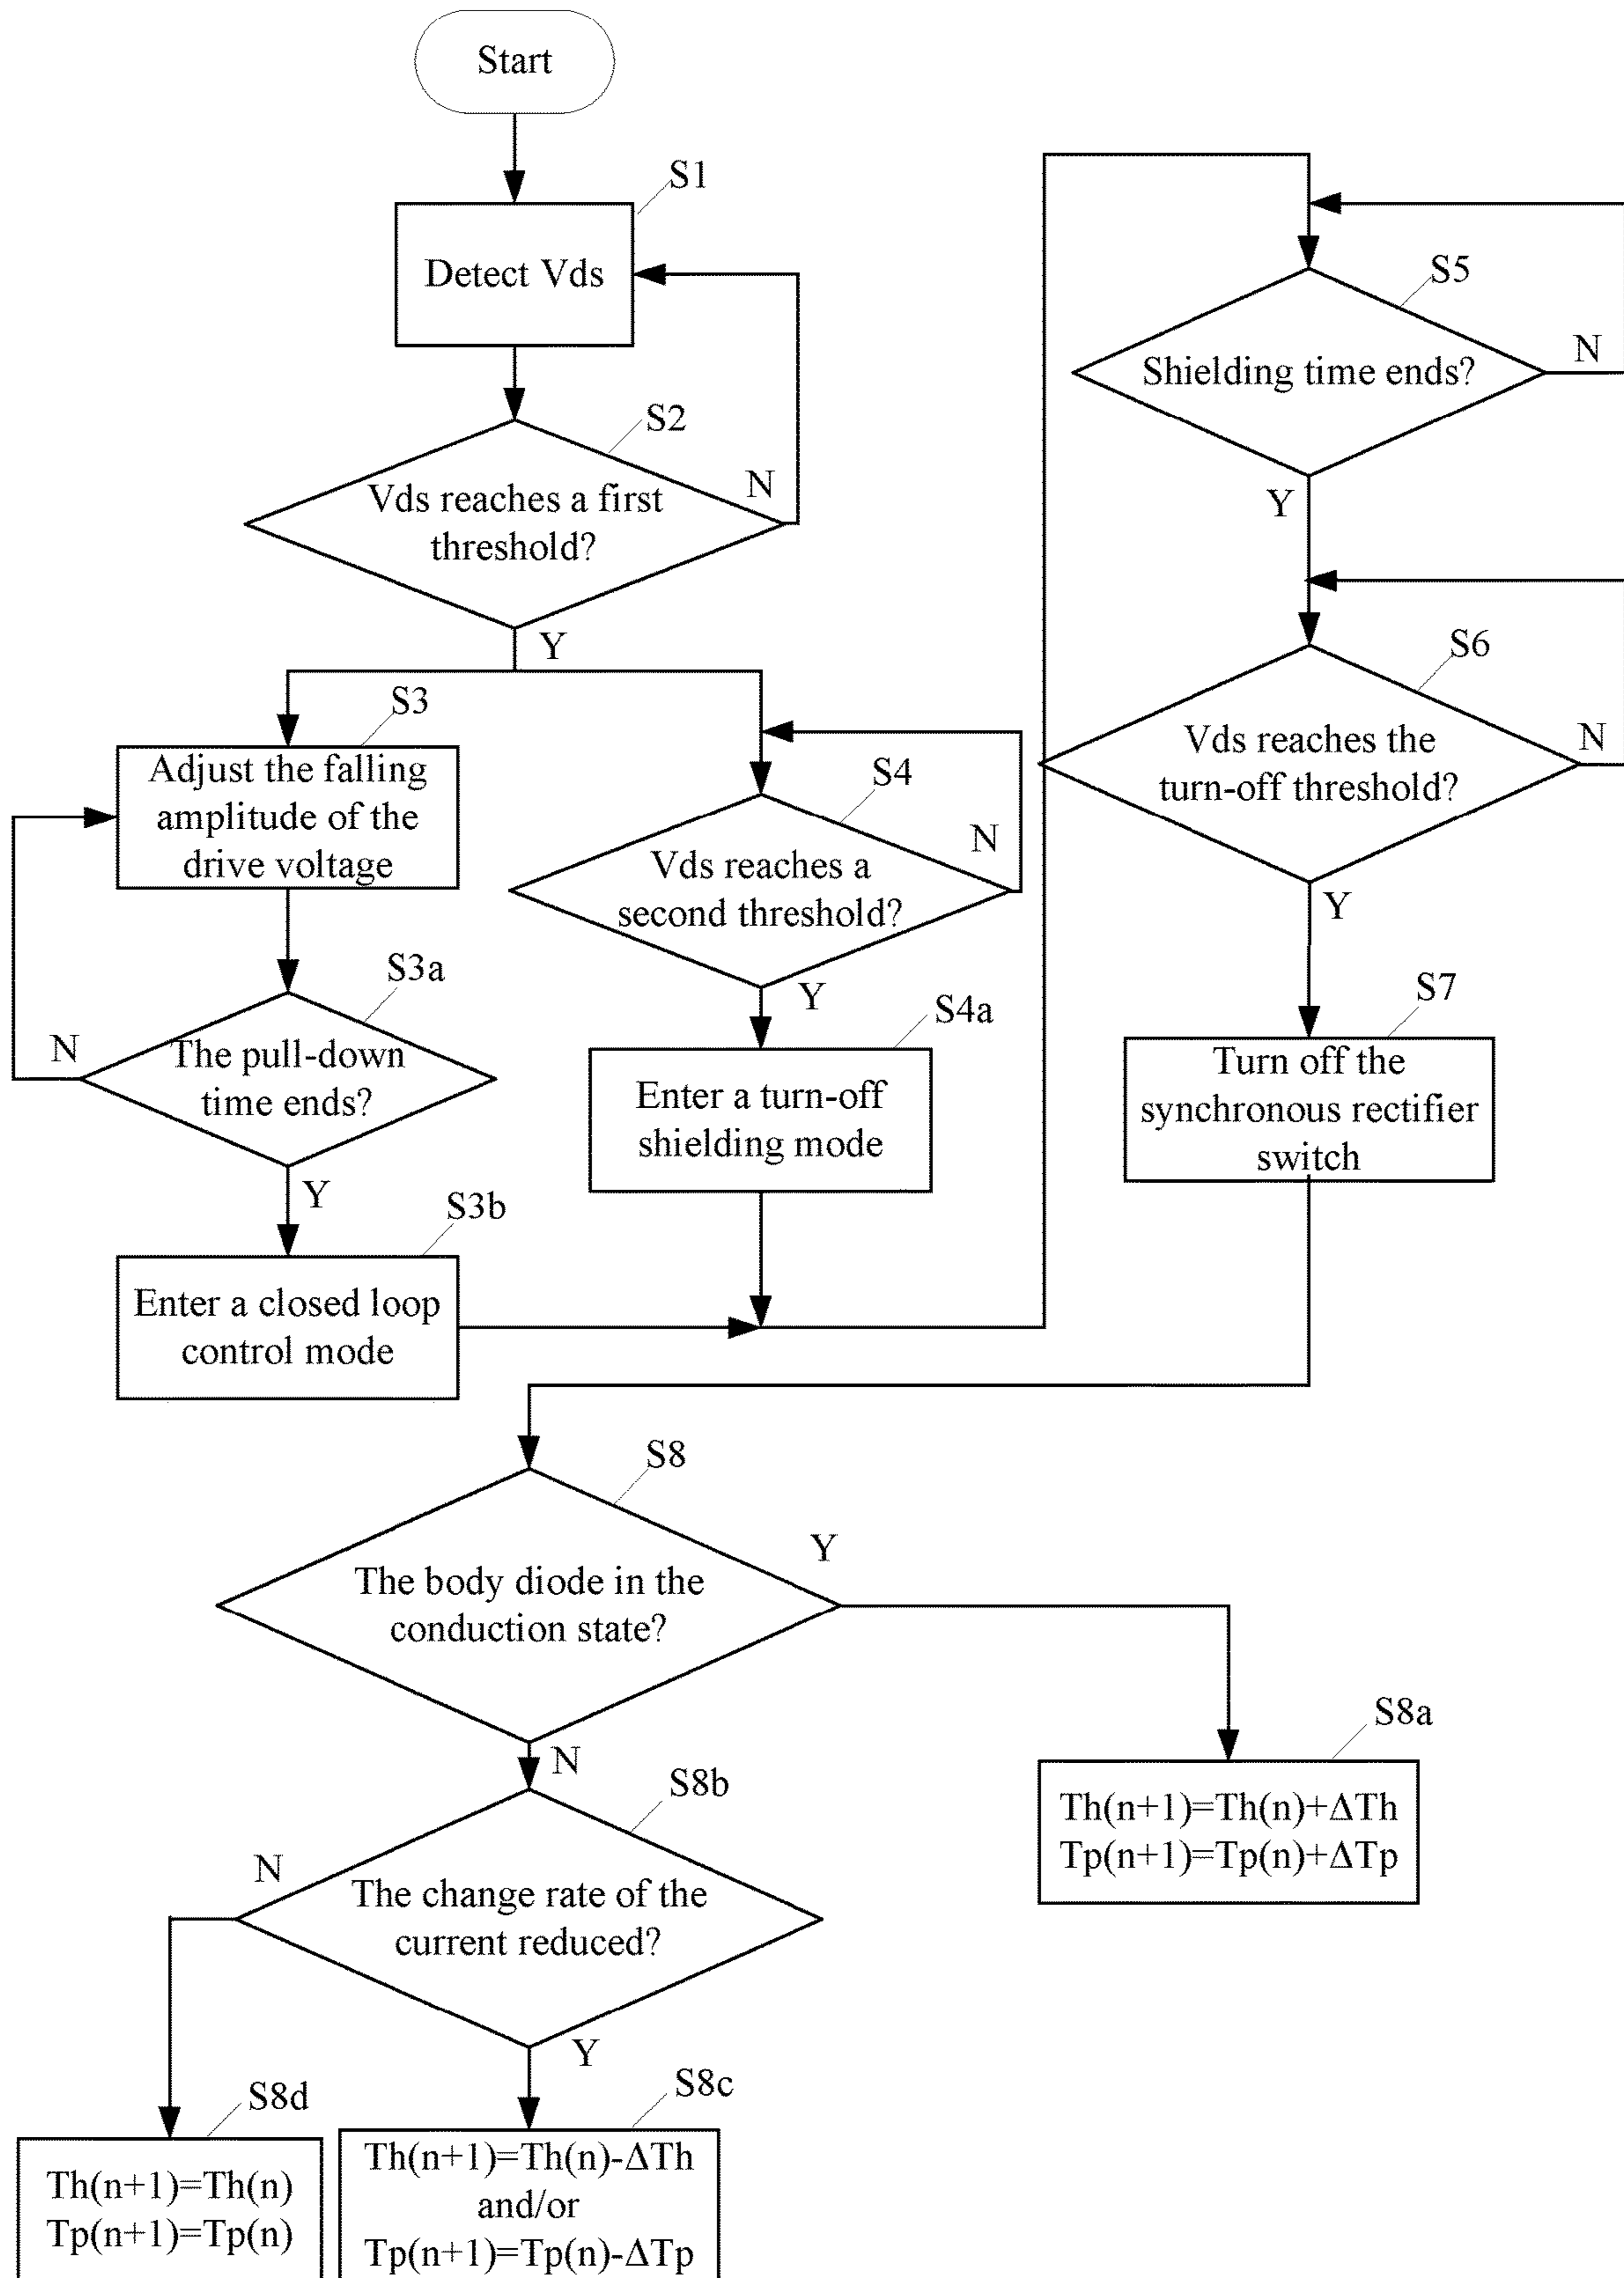 Start
S1
Detect Vds
S2
Vds reaches a first
threshold?
N
Y
S3
Adjust the falling
amplitude of the
drive voltage
S3a
The pull-down
time ends?
N
Y
S3b
Enter a closed loop
control mode
S4
Vds reaches a
second threshold?
N
Y
S4a
Enter a turn-off
shielding mode
S5
Shielding time ends?
N
Y
S6
Vds reaches the
turn-off threshold?
N
Y
S7
Turn off the
synchronous rectifier
switch
S8
The body diode in the
conduction state?
Y
N
S8a
Th(n+1)=Th(n)+ΔTh
Tp(n+1)=Tp(n)+ΔTp
S8b
The change rate of the
current reduced?
N
Y
S8d
Th(n+1)=Th(n)
Tp(n+1)=Tp(n)
S8c
Th(n+1)=Th(n)-ΔTh
and/or
Tp(n+1)=Tp(n)-ΔTp